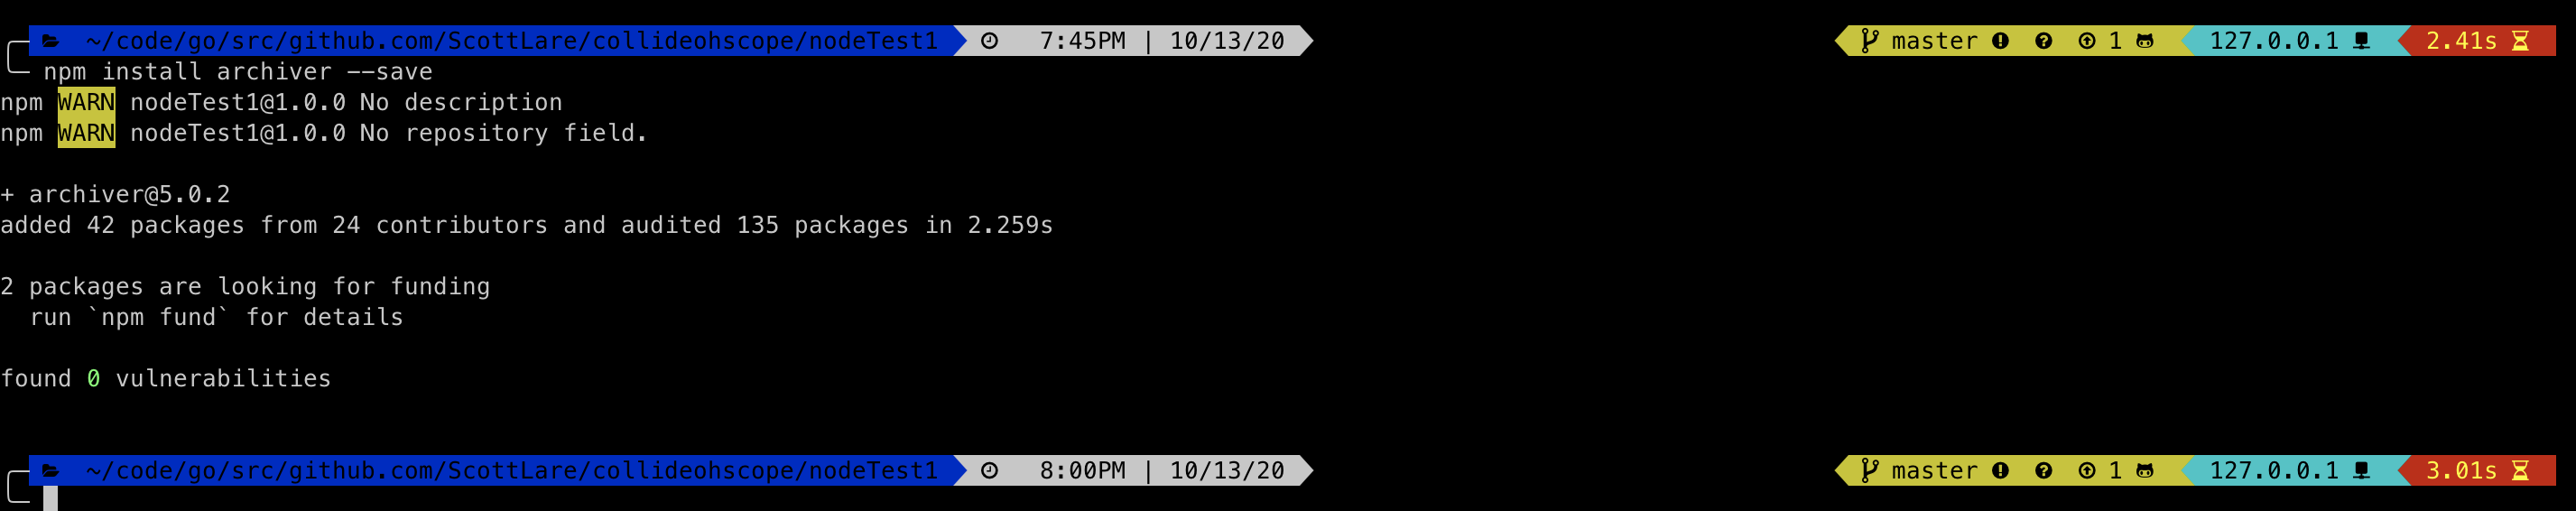 ~/code/go/src/github.com/ScottLare/collideohscope/nodeTest1 7:45PM | 10/13/20 master 1 127.0.0.1 2.41s
npm install archiver --save
npm WARN nodeTest1@1.0.0 No description
npm WARN nodeTest1@1.0.0 No repository field.
+ archiver@5.0.2
added 42 packages from 24 contributors and audited 135 packages in 2.259s
2 packages are looking for funding
run `npm fund` for details
found 0 vulnerabilities
~/code/go/src/github.com/ScottLare/collideohscope/nodeTest1 8:00PM | 10/13/20 master 1 127.0.0.1 3.01s